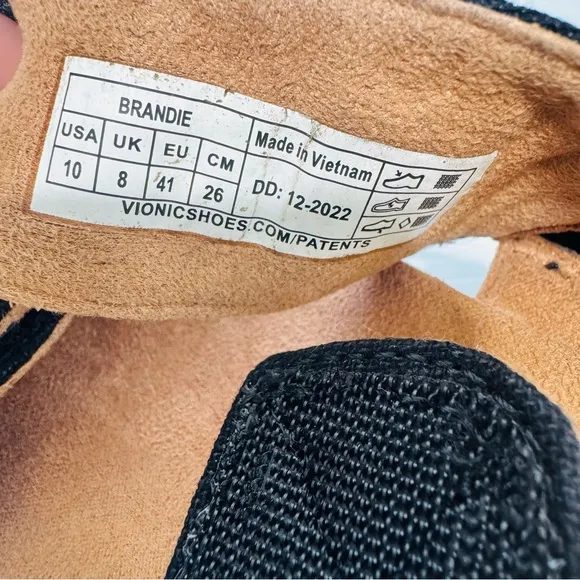 BRANDIE
USA UK EU CM
10 8 41 26
Made in Vietnam
DD: 12-2022
VIONICSHOES.COM/PATENTS